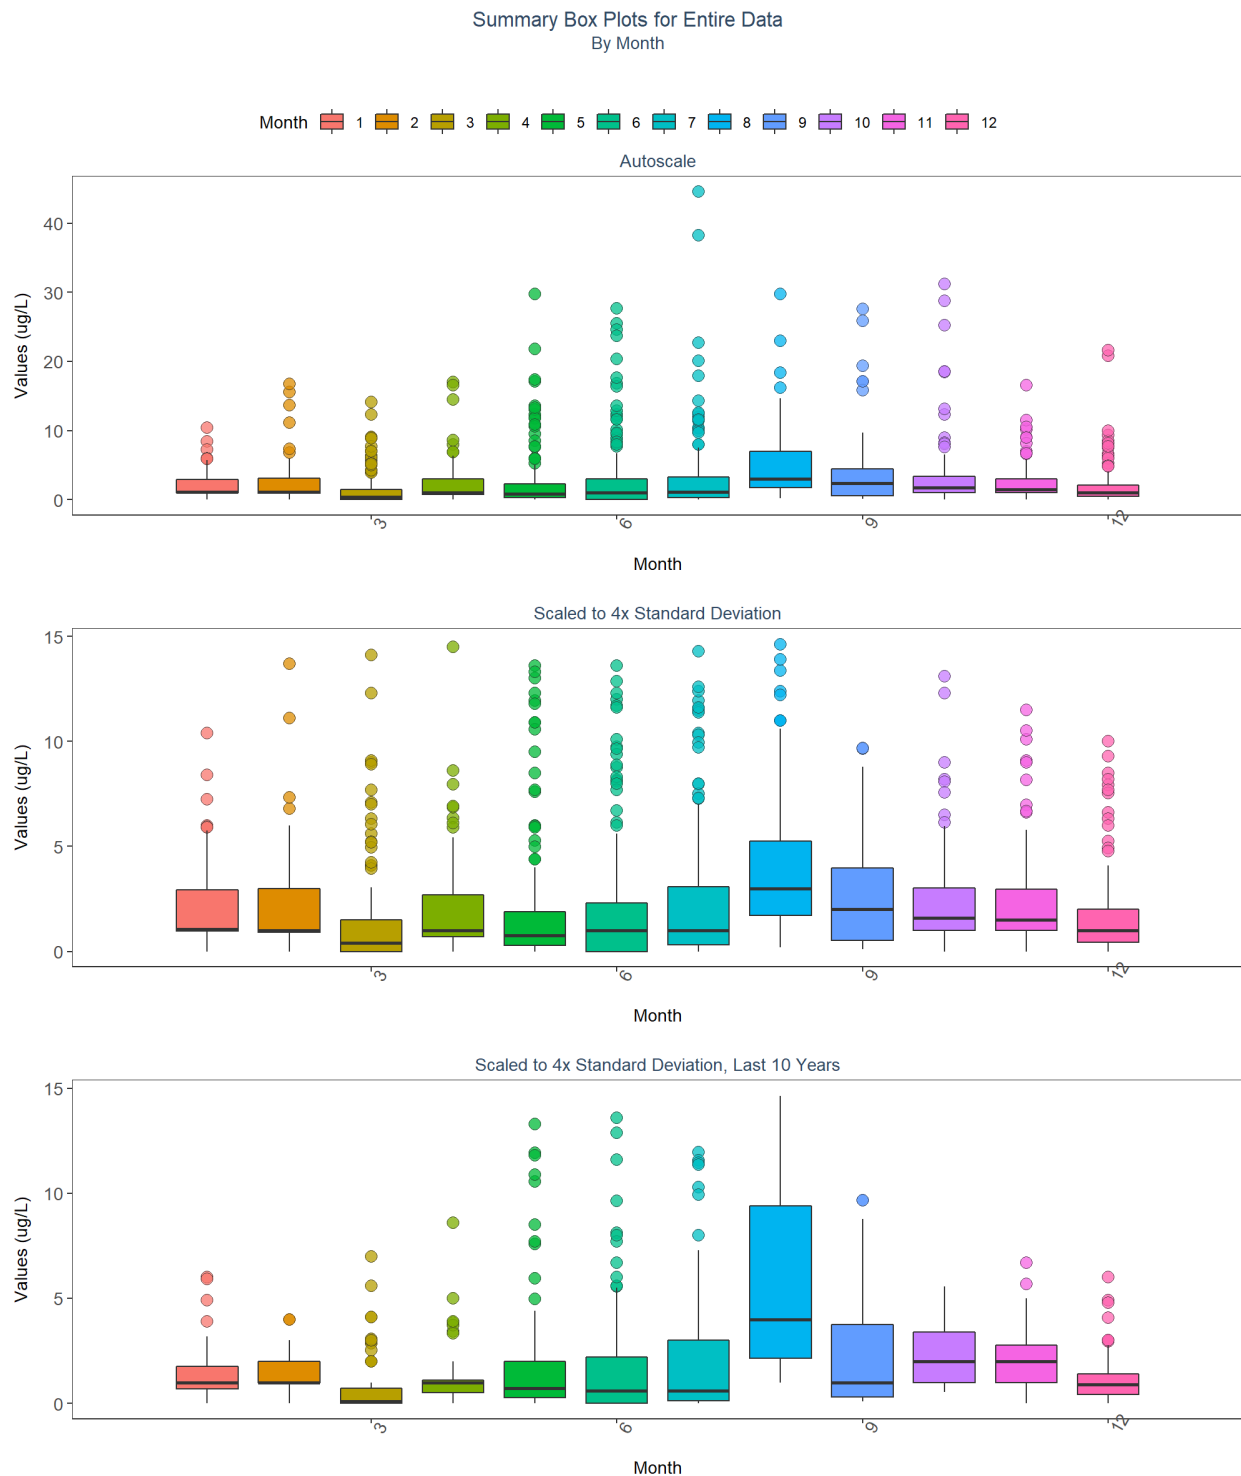 Summary Box Plots for Entire Data
By Month
Month 1 2 3 4 5 6 7 8 9 10 11 12
Autoscale
Values (ug/L)
40
30
20
10
0
3 6 9 12
Month
Scaled to 4x Standard Deviation
Values (ug/L)
15
10
5
0
3 6 9 12
Month
Scaled to 4x Standard Deviation, Last 10 Years
Values (ug/L)
15
10
5
0
3 6 9 12
Month